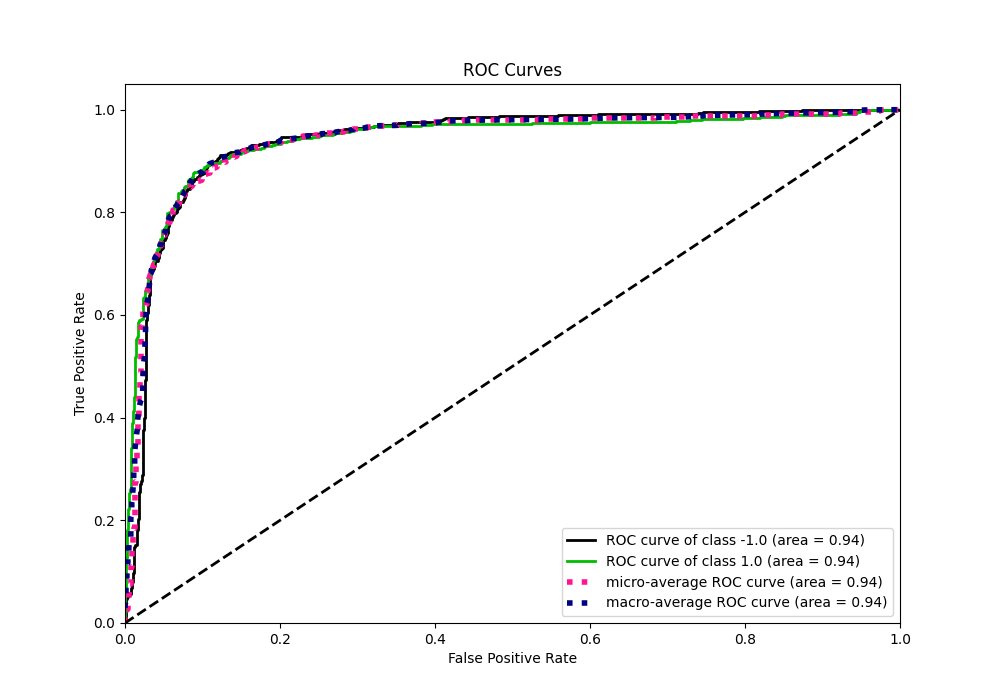 ROC Curves
1.0
0.8
0.6
0.4
0.2
0.0
True Positive Rate
ROC curve of class -1.0 (area = 0.94)
ROC curve of class 1.0 (area = 0.94)
micro-average ROC curve (area = 0.94)
macro-average ROC curve (area = 0.94)
0.0 0.2 0.4 0.6 0.8 1.0
False Positive Rate